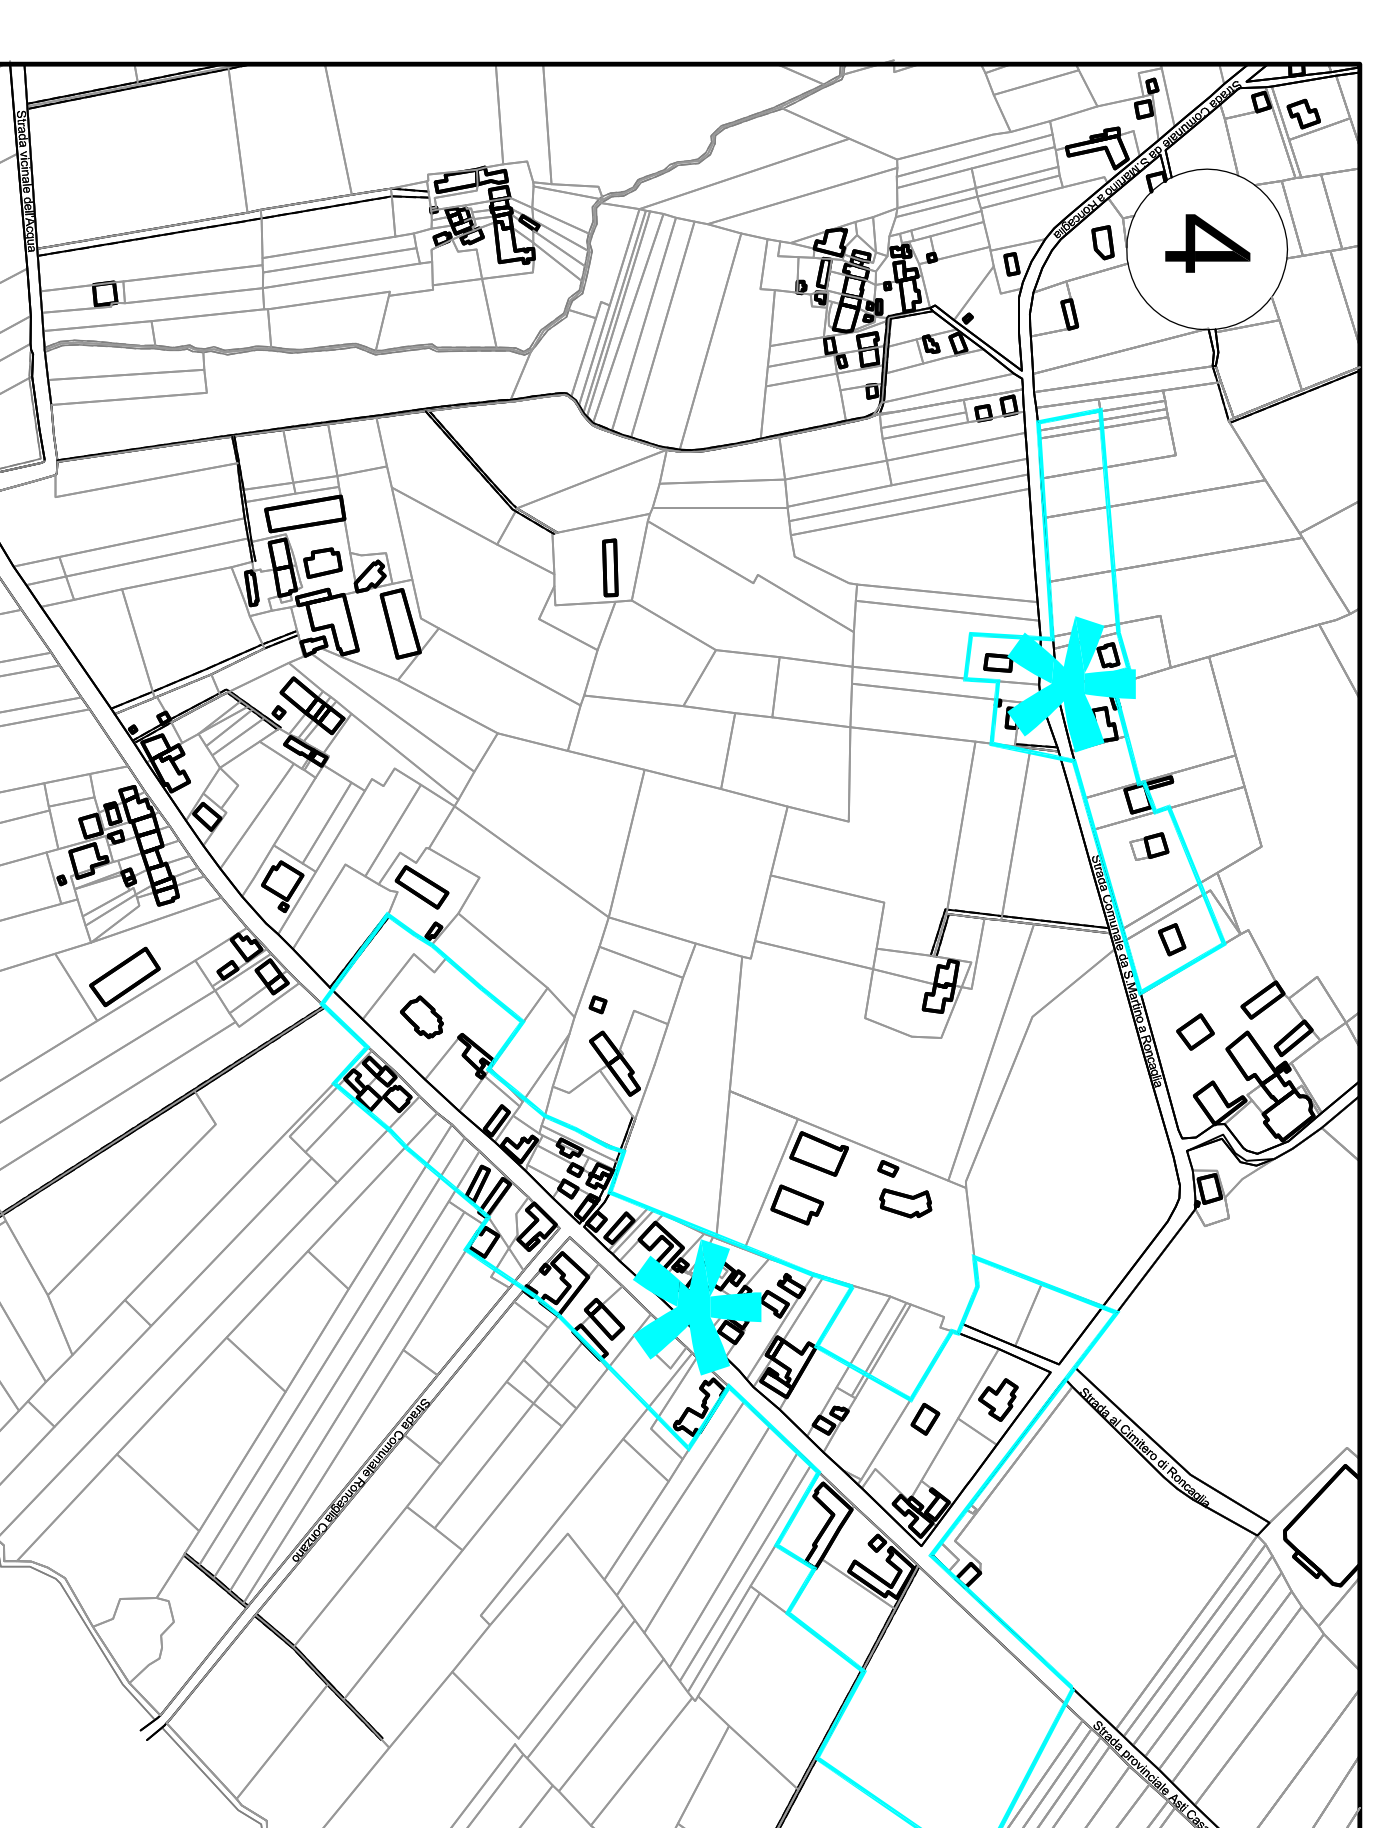 Strada vicinale dell'Acqua
Strada Comunale da S.Martino a Roncaglia
4
Strada Comunale da S.Martino a Roncaglia
Strada al Cimitero di Roncaglia
Strada Comunale Roncaglia Conzano
Strada provinciale Asti Casa